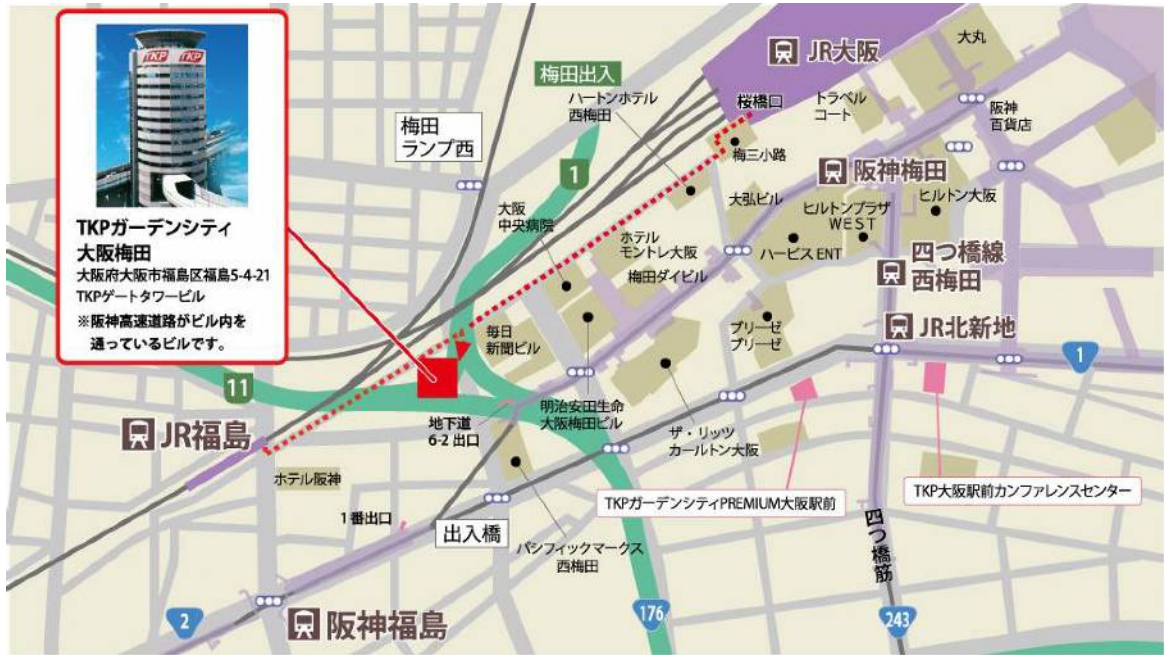 TKP TKP
TKPガーデンシティ
大阪梅田
大阪府大阪市福島区福島5-4-21
TKPゲートタワービル
※阪神高速道路がビル内を
通っているビルです。
梅田出入
ハートンホテル
西梅田
梅田
ランプ西
1
JR大阪
大丸
桜橋口
トラベル
コート
阪神
百貨店
梅三小路
阪神梅田
大弘ビル
ヒルトンプラザ
WEST
ヒルトン大阪
大阪
中央病院
ホテル
モントレ大阪
ハービス ENT
四つ橋線
西梅田
梅田ダイビル
JR北新地
毎日
新聞ビル
ブリーゼ
ブリーゼ
1
11
明治安田生命
大阪梅田ビル
地下道
6-2 出口
JR福島
ザ・リッツ
カールトン大阪
ホテル阪神
TKPガーデンシティPREMIUM大阪駅前
TKP大阪駅前カンファレンスセンター
1番出口
出入橋
パシフィックマークス
西梅田
四つ橋筋
2
阪神福島
176
243